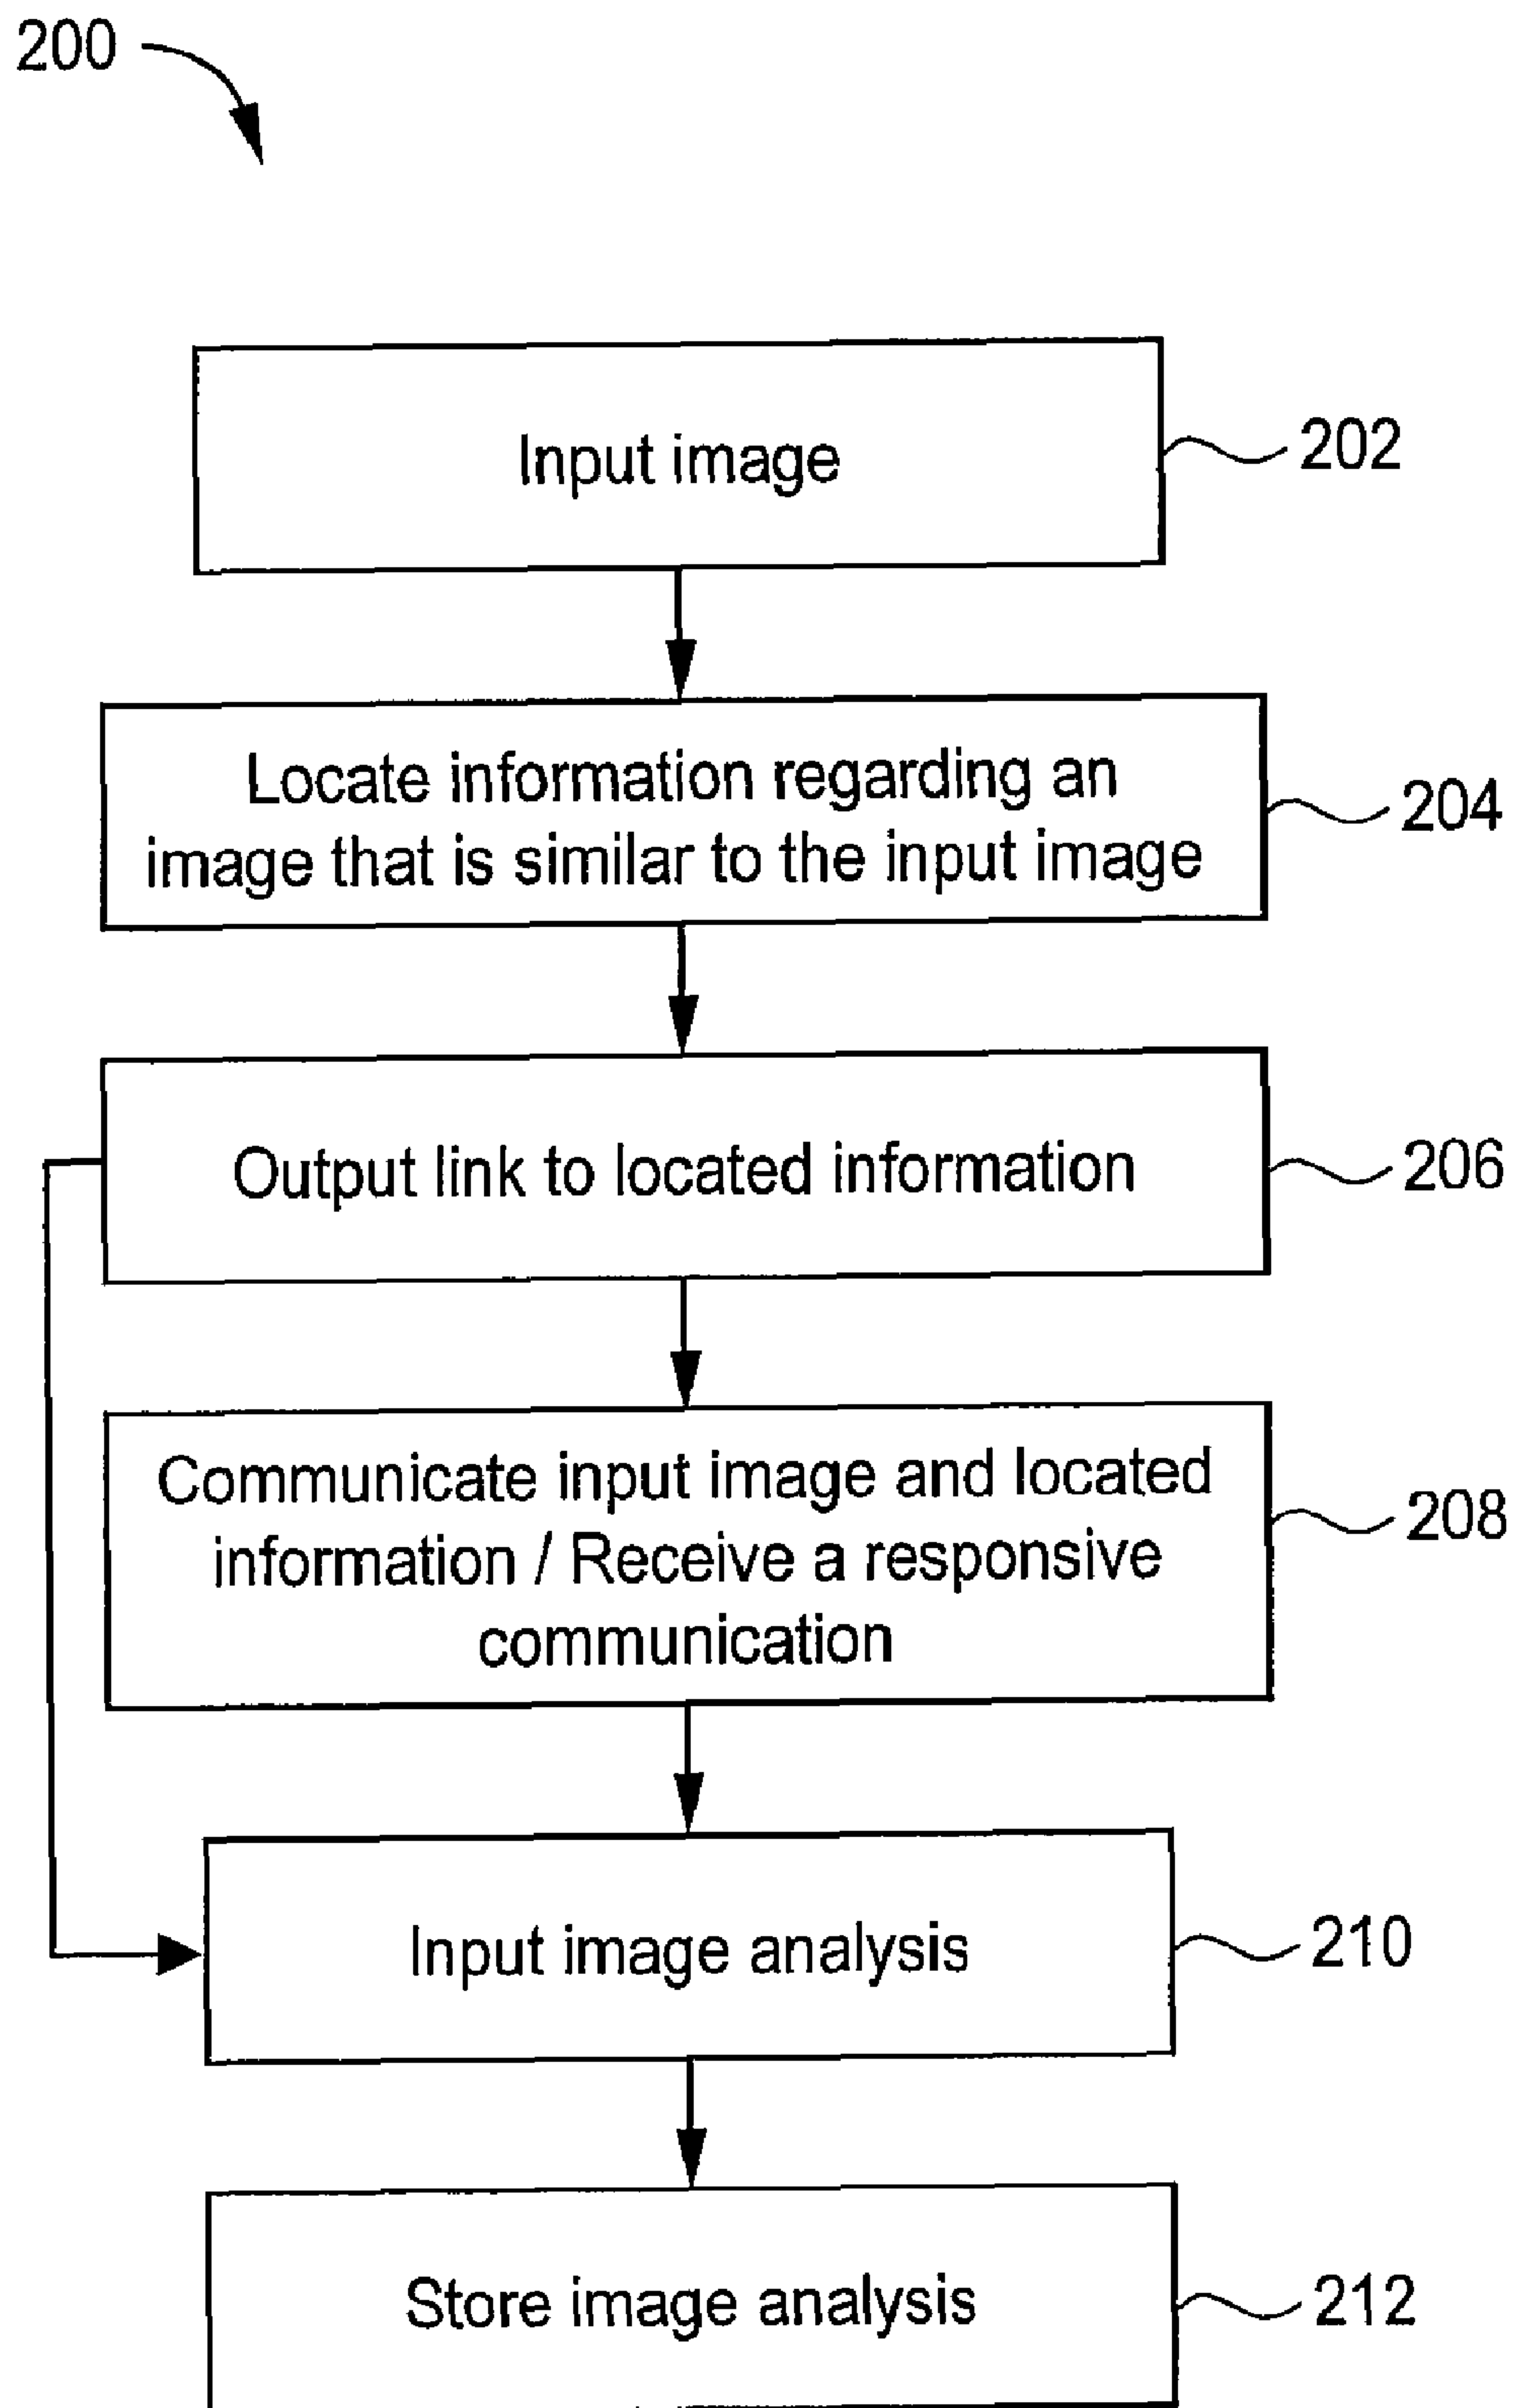 200
Input image
202
Locate information regarding an
image that is similar to the input image
204
Output link to located information
206
Communicate input image and located
information / Receive a responsive
communication
208
Input image analysis
210
Store image analysis
212